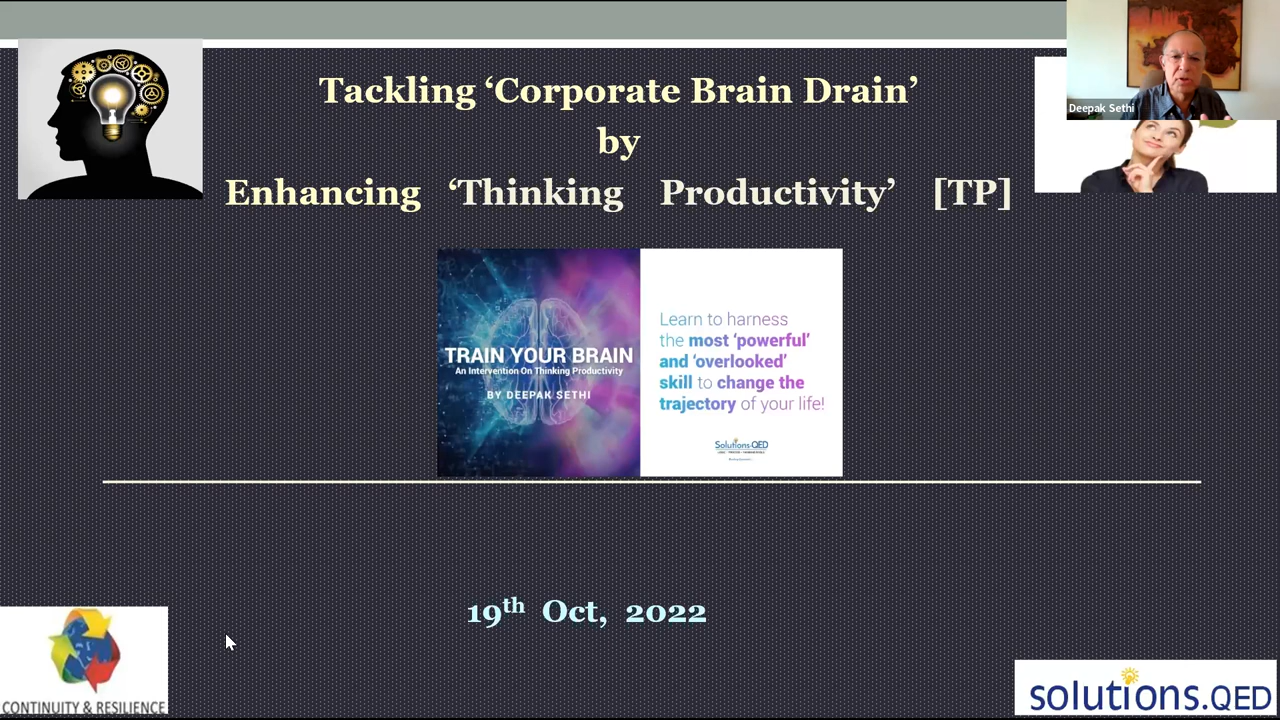 Tackling ‘Corporate Brain Drain’
by
Enhancing ‘Thinking Productivity’ [TP]
Deepak Sethi
TRAIN YOUR BRAIN
An Intervention On Thinking Productivity
BY DEEPAK SETHI
Learn to harness
the most ‘powerful’
and ‘overlooked’
skill to change the
trajectory of your life!
Solutions.QED
19th Oct, 2022
CONTINUITY & RESILIENCE
solutions.QED